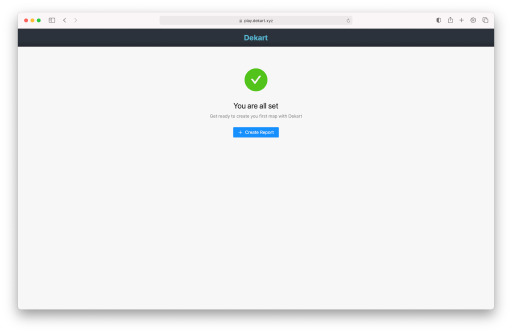 play.dekart.xyz
Dekart
You are all set
Get ready to create you first map with Dekart
+ Create Report